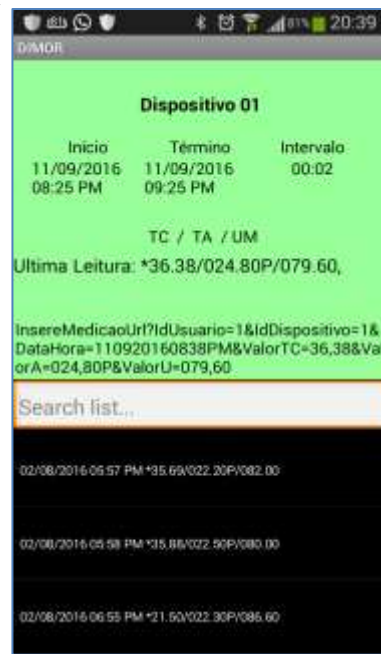 81% 20:39
DIMOR
Dispositivo 01
Início Término Intervalo
11/09/2016 11/09/2016 00:02
08:25 PM 09:25 PM
TC / TA / UM
Ultima Leitura: *36.38/024.80P/079.60,
InsereMedicaoUrl?IdUsuario=1&IdDispositivo=1&
DataHora=110920160838PM&ValorTC=36,38&Val
orA=024,80P&ValorU=079,60
Search list...
02/08/2016 05:57 PM *35.69/022.20P/082.00
02/08/2016 05:58 PM *35.88/022.50P/080.00
02/08/2016 06:55 PM *21.50/022.30P/086.60